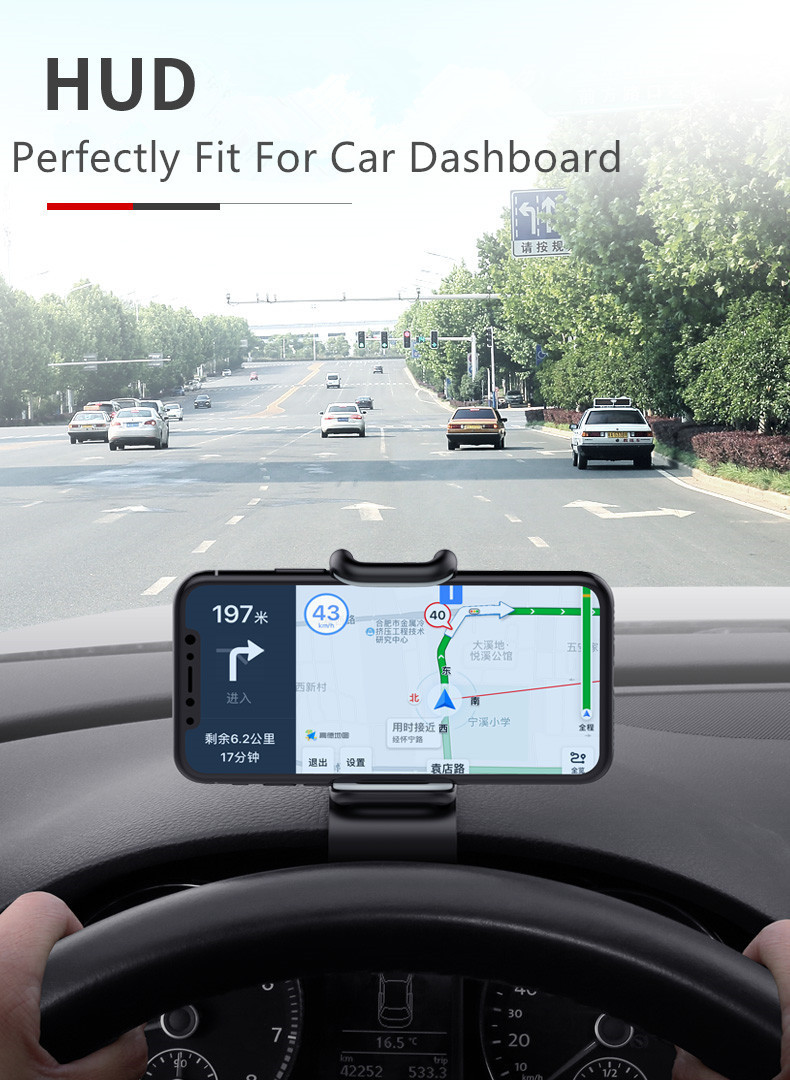 HUD
Perfectly Fit For Car Dashboard
请按规
197米
进入
剩余6.2公里
17分钟
43
km/h
路
合肥市金属冷
挤压工程技术
研究中心
40
大溪地·
悦溪公馆
西新村
东
北
南
西
宁溪小学
用时接近
经怀宁路
高德地图
退出
设置
袁店路
全程
全览
7
16.5 °C
km
trip
42252
533.3
40
30
20
10
km/h
1/2